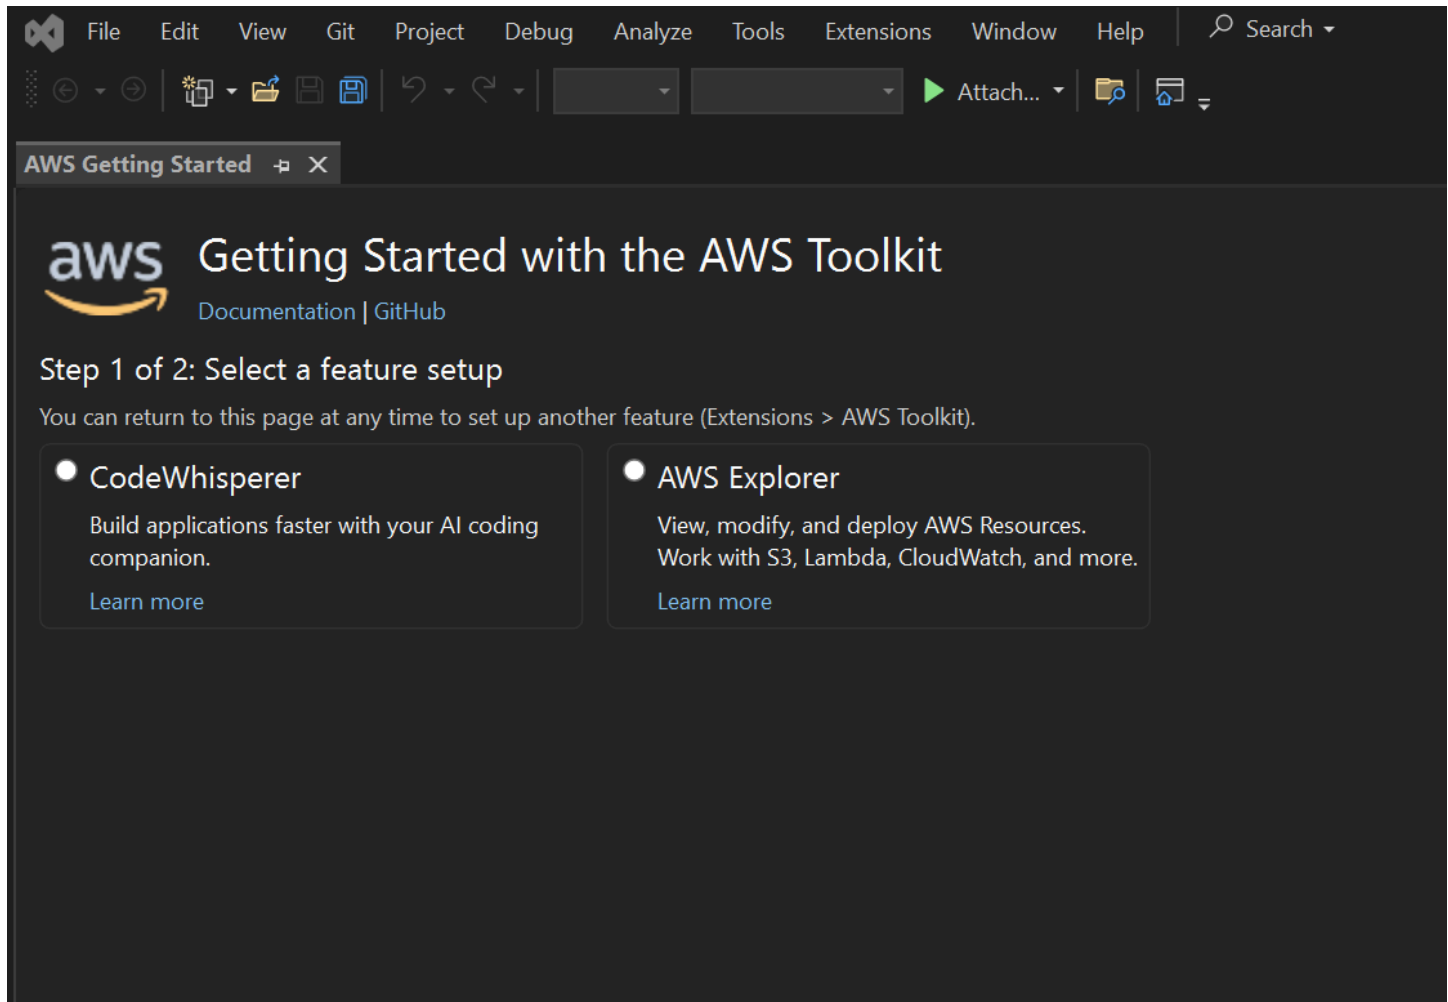 File Edit View Git Project Debug Analyze Tools Extensions Window Help Search
Attach...
AWS Getting Started
aws
Getting Started with the AWS Toolkit
Documentation | GitHub
Step 1 of 2: Select a feature setup
You can return to this page at any time to set up another feature (Extensions > AWS Toolkit).
CodeWhisperer
Build applications faster with your AI coding
companion.
Learn more
AWS Explorer
View, modify, and deploy AWS Resources.
Work with S3, Lambda, CloudWatch, and more.
Learn more